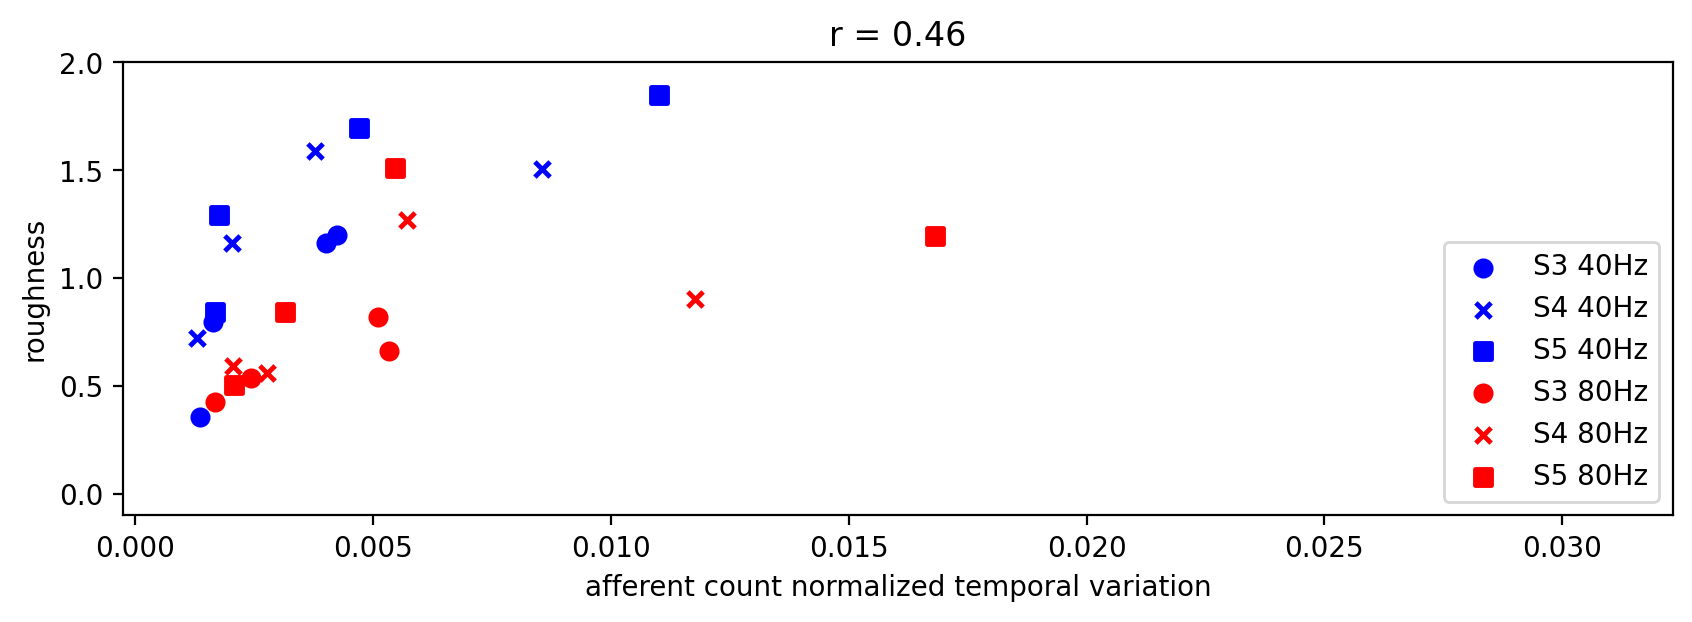 r = 0.46
2.0
1.5
1.0
0.5
0.0
roughness
0.000 0.005 0.010 0.015 0.020 0.025 0.030
afferent count normalized temporal variation
S3 40Hz
S4 40Hz
S5 40Hz
S3 80Hz
S4 80Hz
S5 80Hz